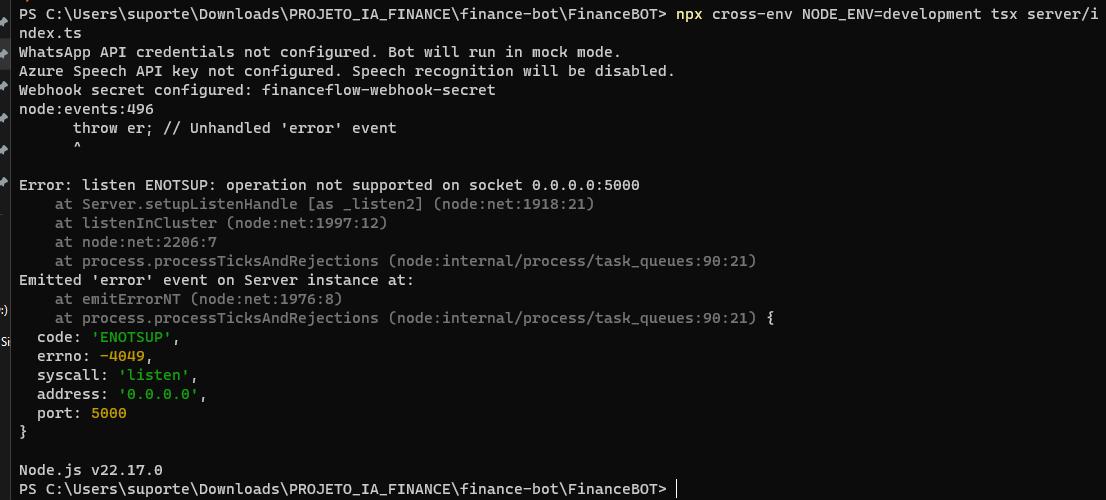 PS C:\Users\suporte\Downloads\PROJETO_IA_FINANCE\finance-bot\FinanceBOT> npx cross-env NODE_ENV=development tsx server/i
ndex.ts
WhatsApp API credentials not configured. Bot will run in mock mode.
Azure Speech API key not configured. Speech recognition will be disabled.
Webhook secret configured: financeflow-webhook-secret
node:events:496
      throw er; // Unhandled 'error' event
      ^

Error: listen ENOTSUP: operation not supported on socket 0.0.0.0:5000
    at Server.setupListenHandle [as _listen2] (node:net:1918:21)
    at listenInCluster (node:net:1997:12)
    at node:net:2206:7
    at process.processTicksAndRejections (node:internal/process/task_queues:90:21)
Emitted 'error' event on Server instance at:
    at emitErrorNT (node:net:1976:8)
    at process.processTicksAndRejections (node:internal/process/task_queues:90:21) {
:)
  code: 'ENOTSUP',
Si
  errno: -4049,
  syscall: 'listen',
  address: '0.0.0.0',
  port: 5000
}

Node.js v22.17.0
PS C:\Users\suporte\Downloads\PROJETO_IA_FINANCE\finance-bot\FinanceBOT>